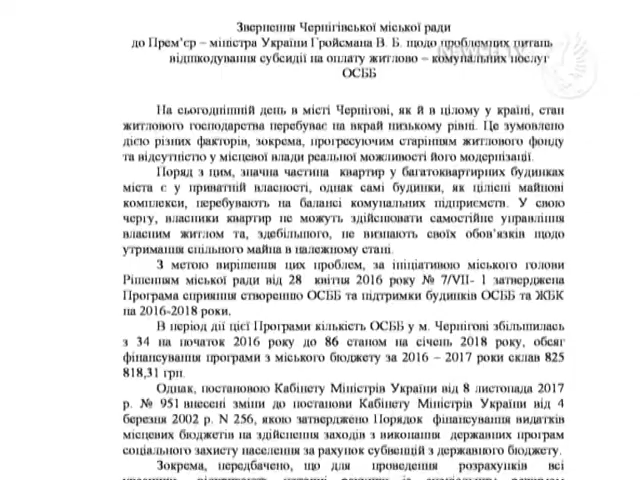 Звернення Чернігівської міської ради
до Прем’єр – міністра України Гройсмана В. Б. щодо проблемних питань
відшкодування субсидії на оплату житлово – комунальних послуг
ОСББ
На сьогоднішній день в місті Чернігові, як й в цілому у країні, стан
житлового господарства перебуває на вкрай низькому рівні. Це зумовлено
дією різних факторів, зокрема, прогресуючим старінням житлового фонду
та відсутністю у місцевої влади реальної можливості його модернізації.
Поряд з цим, значна частина квартир у багатоквартирних будинках
міста є у приватній власності, однак самі будинки, як цілісні майнові
комплекси, перебувають на балансі комунальних підприємств. У свою
чергу, власники квартир не можуть здійснювати самостійне управління
власним житлом та, здебільшого, не визнають своїх обов’язків щодо
утримання спільного майна в належному стані.
З метою вирішення цих проблем, за ініціативою міського голови
Рішенням міської ради від 28 квітня 2016 року № 7/VII- 1 затверджена
Програма сприяння створенню ОСББ та підтримки будинків ОСББ та ЖБК
на 2016-2018 роки.
В період дії цієї Програми кількість ОСББ у м. Чернігові збільшилась
з 34 на початок 2016 року до 86 станом на січень 2018 року, обсяг
фінансування програми з міського бюджету за 2016 – 2017 роки склав 825
818,31 грн.
Однак, постановою Кабінету Міністрів України від 8 листопада 2017
р. № 951 внесені зміни до постанови Кабінету Міністрів України від 4
березня 2002 р. N 256, якою затверджено Порядок фінансування видатків
місцевих бюджетів на здійснення заходів з виконання державних програм
соціального захисту населення за рахунок субвенцій з державного бюджету.
Зокрема, передбачено, що для проведення розрахунків всі